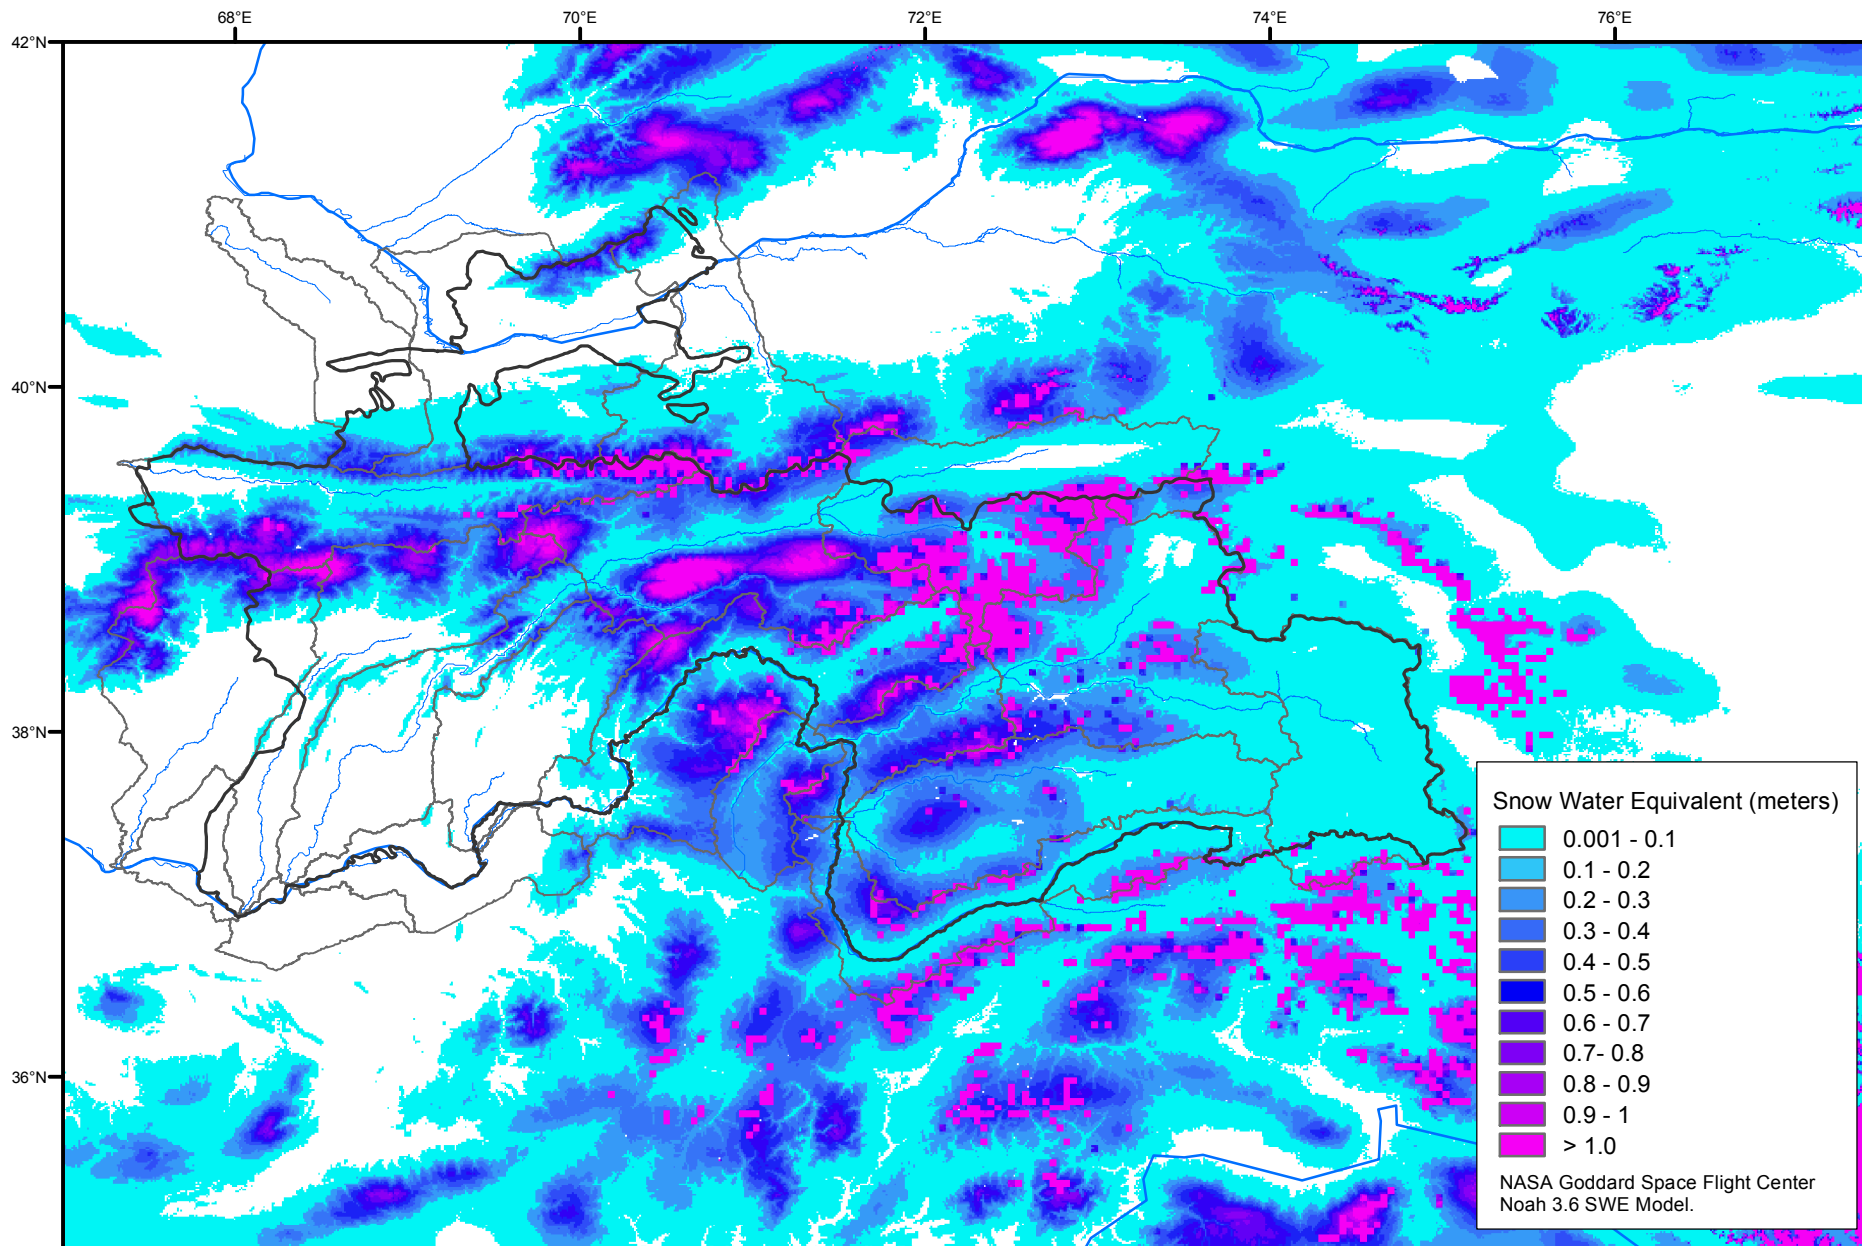 68°E 70°E 72°E 74°E 76°E
42°N
40°N
38°N
36°N
Snow Water Equivalent (meters)
0.001 - 0.1
0.1 - 0.2
0.2 - 0.3
0.3 - 0.4
0.4 - 0.5
0.5 - 0.6
0.6 - 0.7
0.7- 0.8
0.8 - 0.9
0.9 - 1
> 1.0
NASA Goddard Space Flight Center
Noah 3.6 SWE Model.